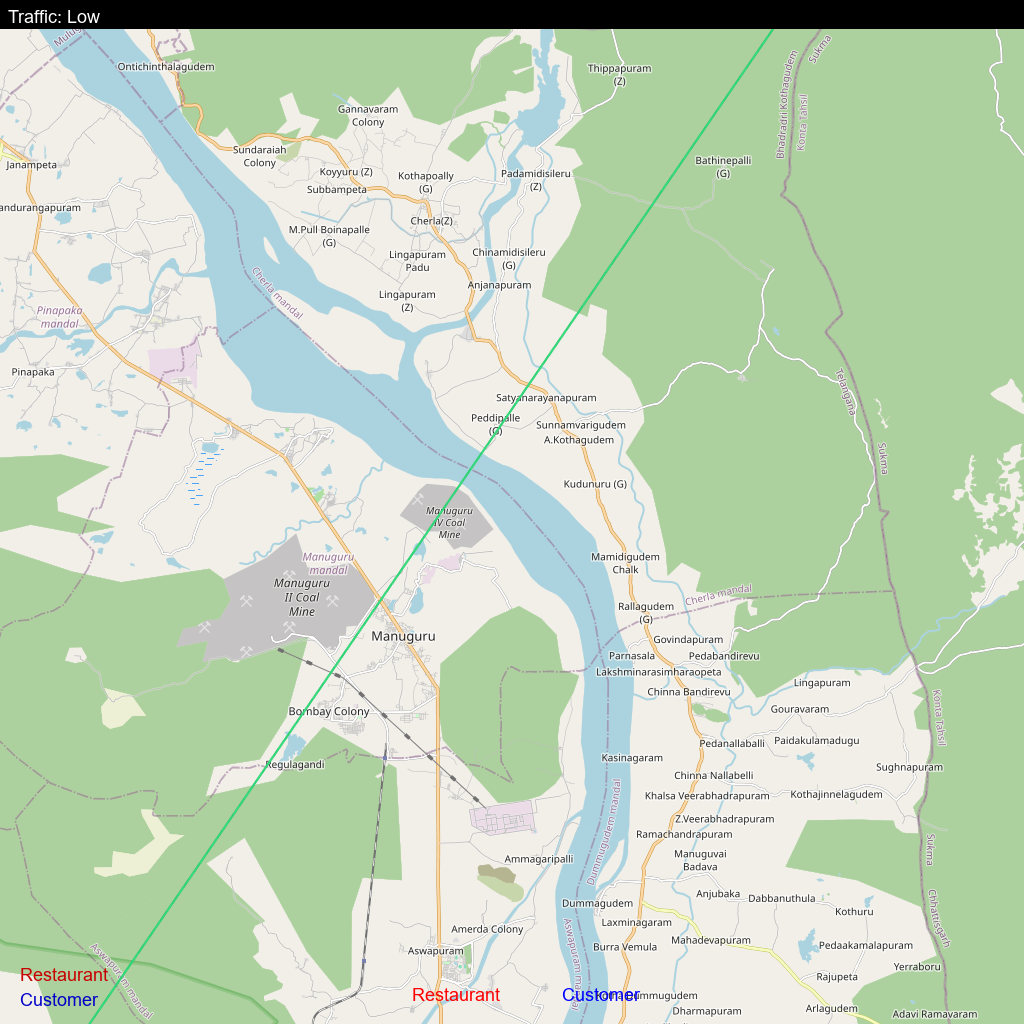 Traffic: Low
Mulug
Ontichinthalagudem
Thippapuram
(Z)
Sukma
Bhadradri Kothagudem
Konta Tahsil
Gannavaram
Colony
Sundaraiah
Colony
Janampeta
Koyyuru (Z)
Subbampeta
Kothapoally
(G)
Padamidisileru
(Z)
Bathinepalli
(G)
andurangapuram
Cherla(Z)
M.Pull Boinapalle
(G)
Lingapuram
Padu
Chinamidisileru
(G)
Anjanapuram
Cherla mandal
Lingapuram
(Z)
Pinapaka
mandal
Pinapaka
Telangana
Satyanarayanapuram
Peddipalle
(G)
Sunnamvarigudem
A.Kothagudem
Sukma
Kudunuru (G)
Manuguru
IV Coal
Mine
Manuguru
mandal
Mamidigudem
Chalk
Manuguru
II Coal
Mine
Cherla mandal
Rallagudem
(G)
Manuguru
Govindapuram
Parnasala
Pedabandirevu
Lakshminarasimharaopeta
Lingapuram
Chinna Bandirevu
Konta Tahsil
Bombay Colony
Gouravaram
Pedanallaballi
Paidakulamadugu
Regulagandi
Kasinagaram
Sughnapuram
Chinna Nallabelli
Khalsa Veerabhadrapuram
Kothajinnelagudem
Dummugudem mandal
Z.Veerabhadrapuram
Ramachandrapuram
Sukma
Manuguvai
Badava
Ammagaripalli
Anjubaka
Dabbanuthula
Dummagudem
Kothuru
Chhattisgarh
Laxminagaram
Amerda Colony
Mahadevapuram
Burra Vemula
Pedaakamalapuram
Aswapuram
Aswapuram mandal
Aswapuram ma
Yerraboru
Restaurant
Rajupeta
Customer
Restaurant
Customer
ummugudem
Dharmapuram
Arlagudem
Adavi Ramavaram